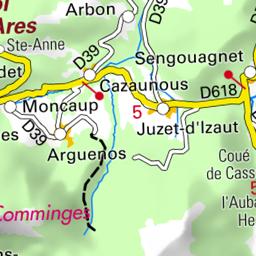 Arbon
Ares
Ste-Anne
D39
D39
Sengouagnet
det
Cazaunous
D618
Moncaup
5
Juzet-d'Izaut
es
D39
Arguenos
Coué
de Cass
Comminges
5
l'Auba
He